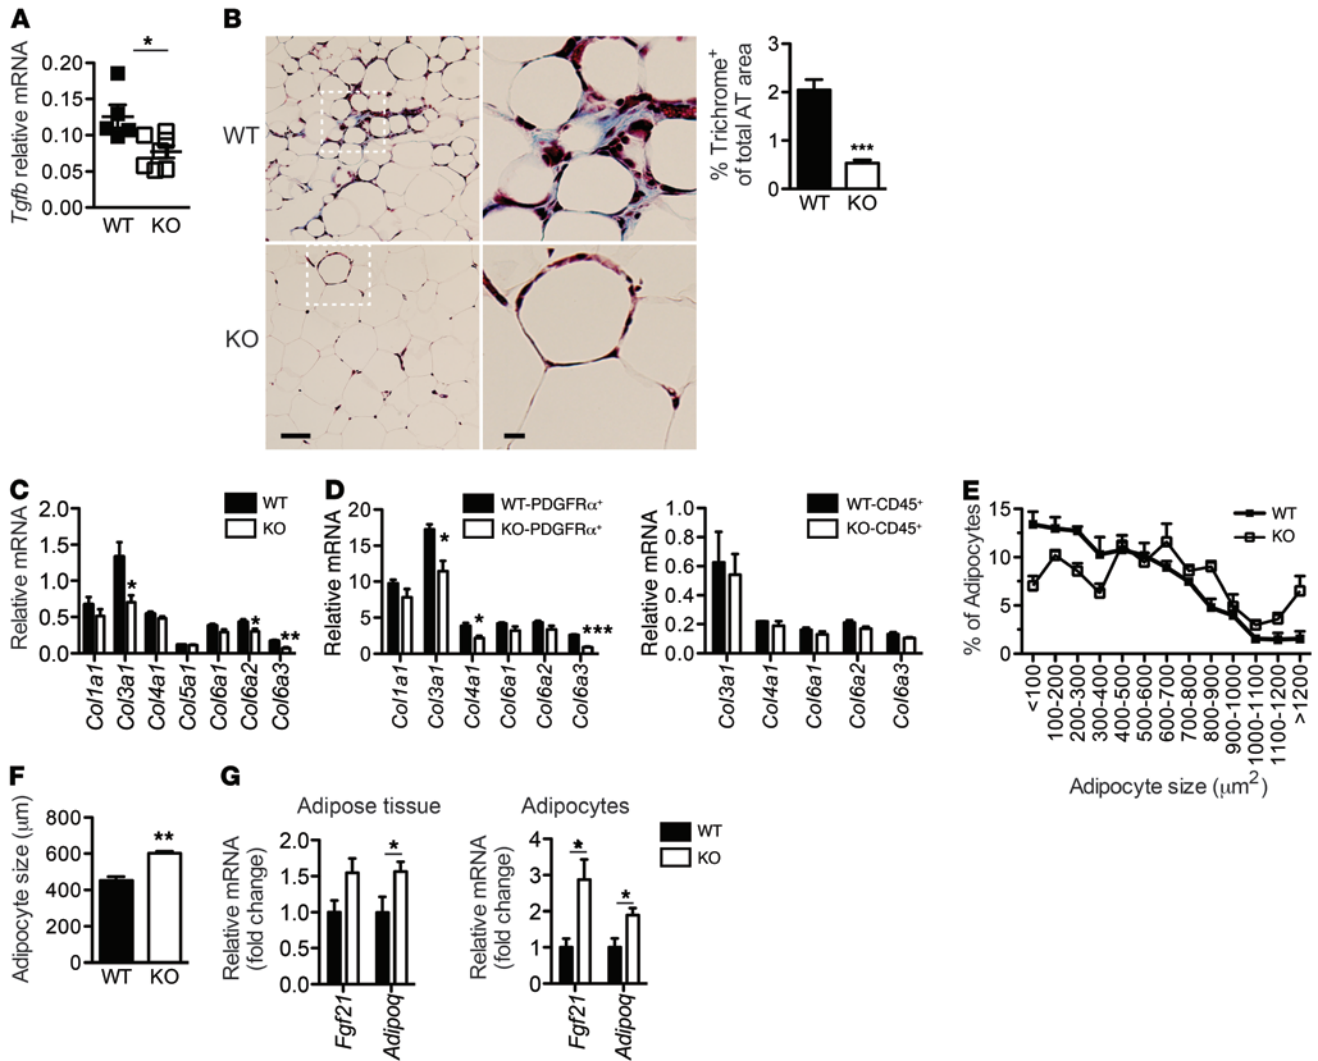 A
*
Tgfb relative mRNA
0.20
0.15
0.10
0.05
0.00
WT KO
B
WT
KO
% Trichrome+
of total AT area
3
2
1
0
***
WT KO
C
Relative mRNA
2.0
1.5
1.0
0.5
0.0
WT
KO
*
*
**
Col1a1
Col3a1
Col4a1
Col5a1
Col6a1
Col6a2
Col6a3
D
Relative mRNA
20
15
10
5
0
WT-PDGFRα+
KO-PDGFRα+
*
*
***
Col1a1
Col3a1
Col4a1
Col6a1
Col6a2
Col6a3
Relative mRNA
1.0
0.8
0.6
0.4
0.2
0.0
WT-CD45+
KO-CD45+
Col3a1
Col4a1
Col6a1
Col6a2
Col6a3
E
% of Adipocytes
15
10
5
0
WT
KO
<100
100-200
200-300
300-400
400-500
500-600
600-700
700-800
800-900
900-1000
1000-1100
1100-1200
>1200
Adipocyte size (μm2)
F
Adipocyte size (μm)
800
600
400
200
0
**
WT KO
G
Adipose tissue
Relative mRNA
(fold change)
2.0
1.5
1.0
0.5
0.0
*
Fgf21
Adipoq
Adipocytes
Relative mRNA
(fold change)
4
3
2
1
0
*
*
Fgf21
Adipoq
WT
KO